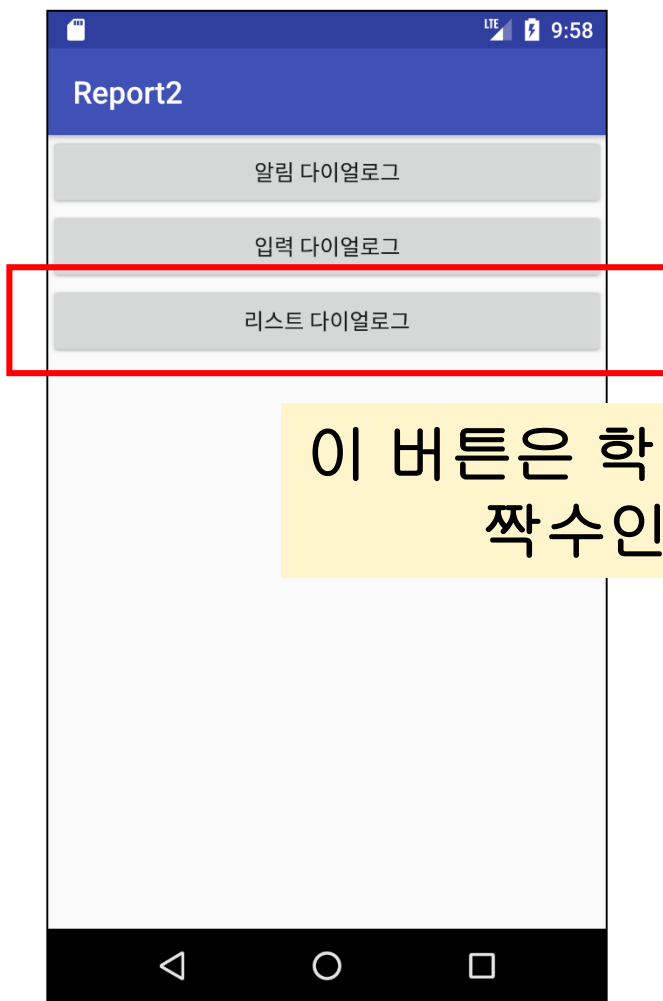 LTE 9:58
Report2
알림 다이얼로그
입력 다이얼로그
리스트 다이얼로그
이 버튼은 학
짝수인